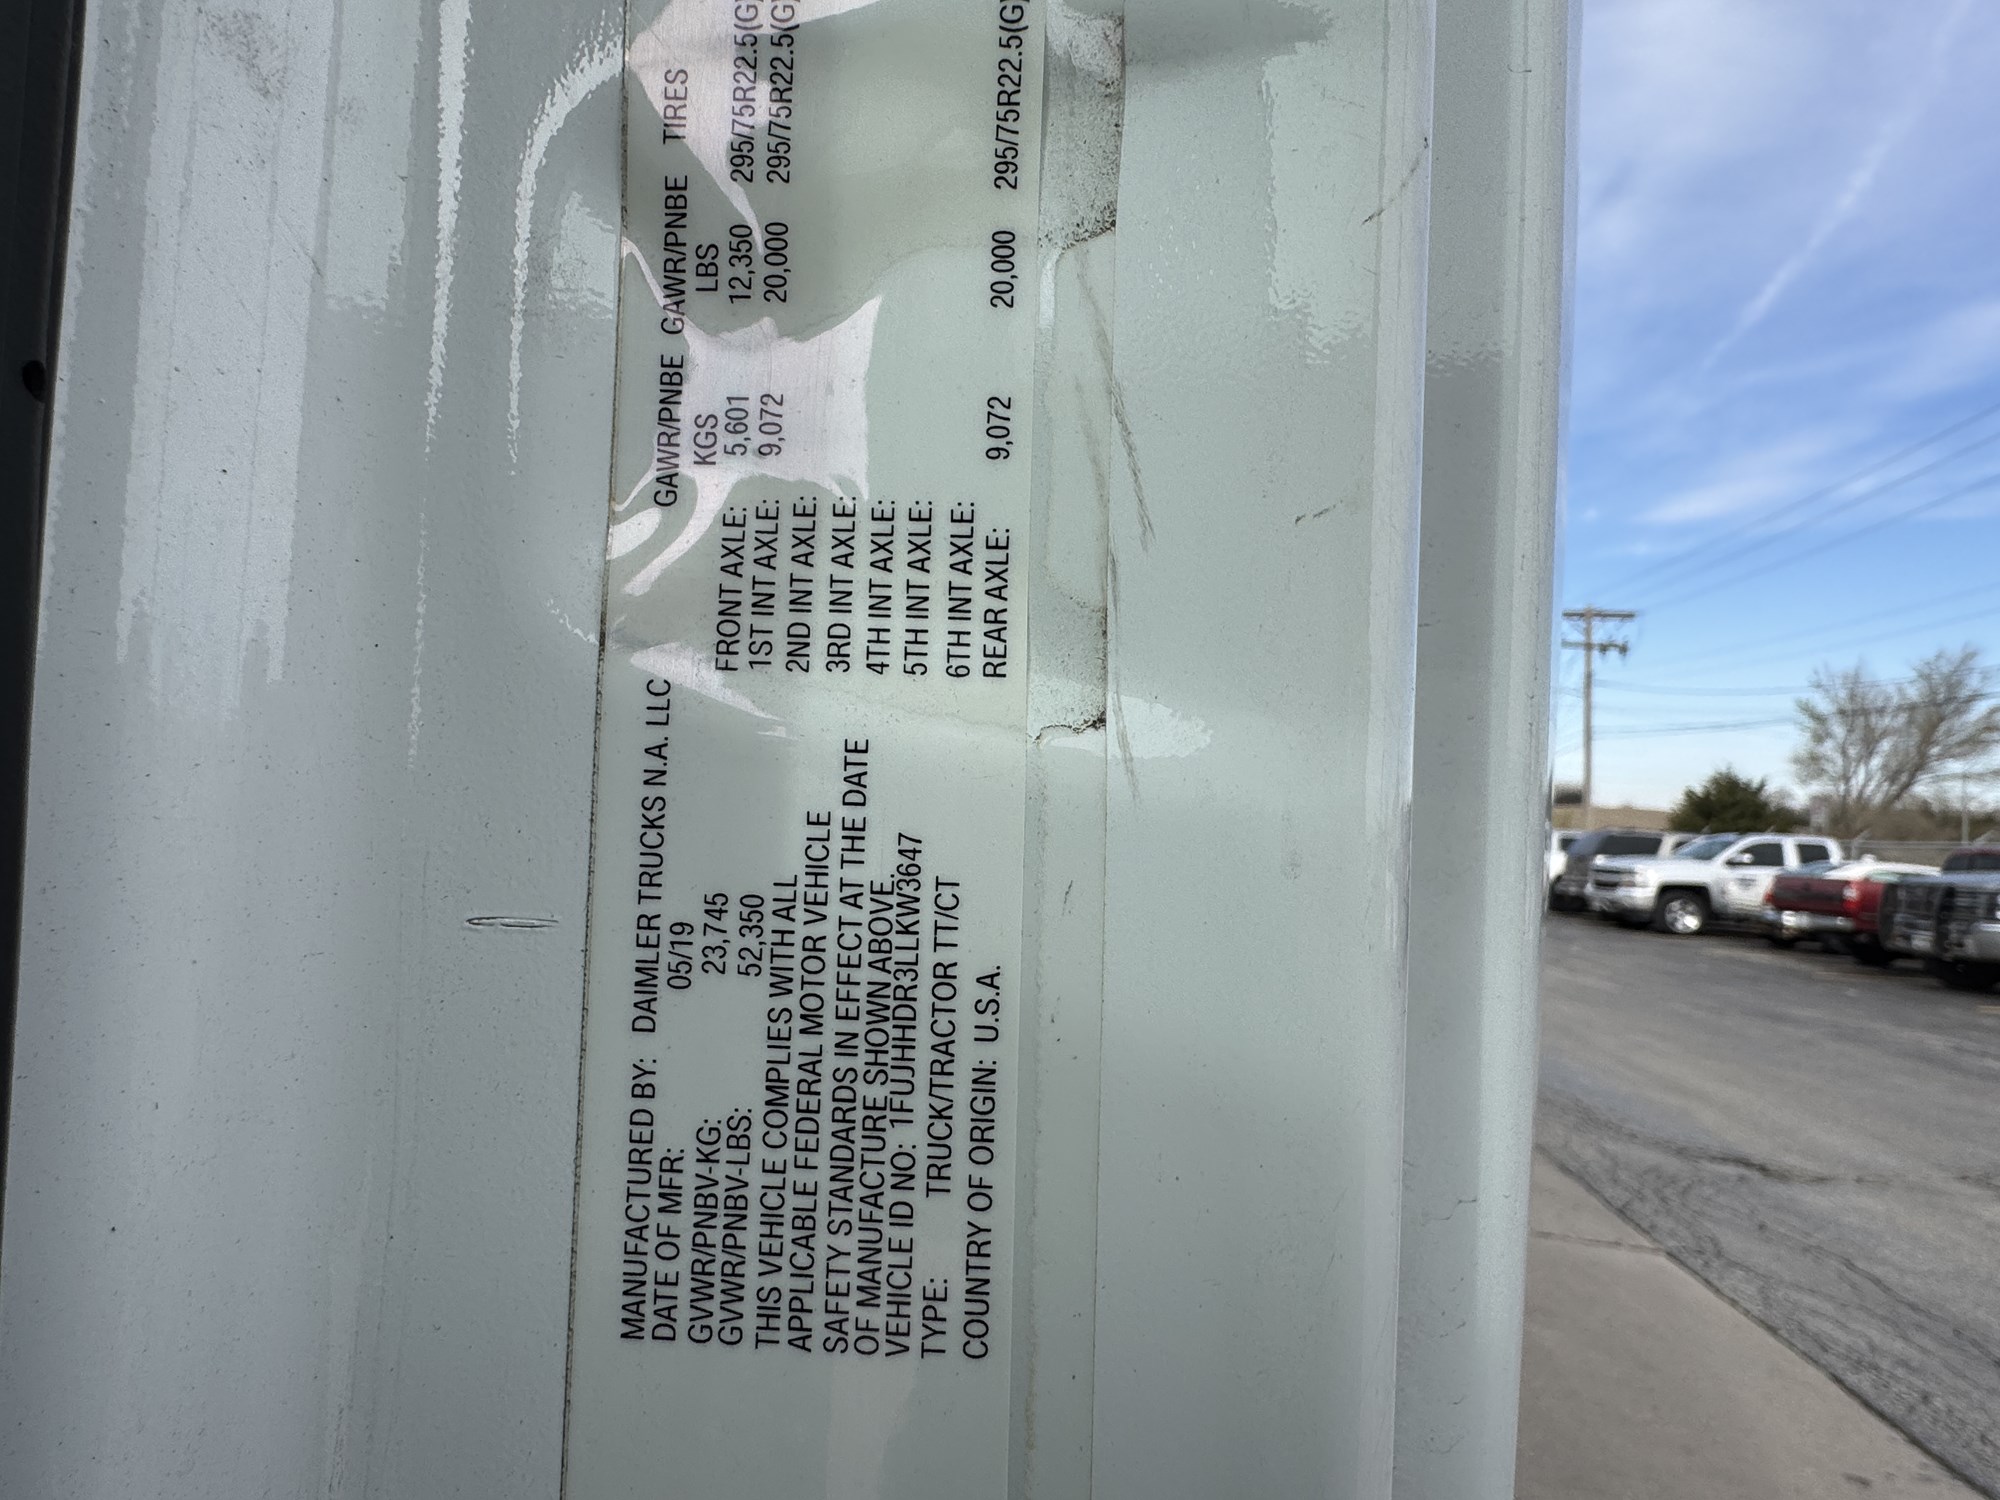 MANUFACTURED BY: DAIMLER TRUCKS N.A. LLC
DATE OF MFR: 05/19
GVWR/PNBV-KG: 23,745
GVWR/PNBV-LBS: 52,350
THIS VEHICLE COMPLIES WITH ALL
APPLICABLE FEDERAL MOTOR VEHICLE
SAFETY STANDARDS IN EFFECT AT THE DATE
OF MANUFACTURE SHOWN ABOVE.
VEHICLE ID NO: 1FUJHHDR3LLKW3647
TYPE: TRUCK/TRACTOR TT/CT
COUNTRY OF ORIGIN: U.S.A.
GAWR/PNBE GAWR/PNBE TIRES
KGS LBS
FRONT AXLE: 5,601 12,350 295/75R22.5(G)
1ST INT AXLE: 9,072 20,000 295/75R22.5(G)
2ND INT AXLE:
3RD INT AXLE:
4TH INT AXLE:
5TH INT AXLE:
6TH INT AXLE:
REAR AXLE: 9,072 20,000 295/75R22.5(G)